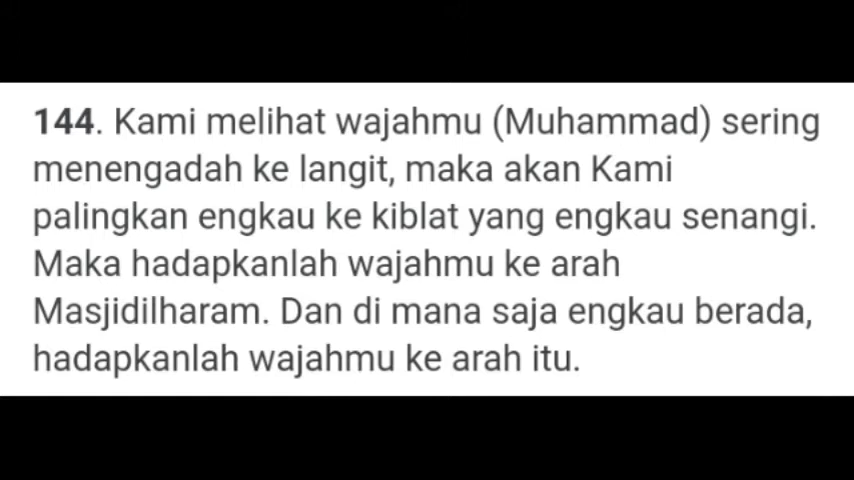 144. Kami melihat wajahmu (Muhammad) sering
menengadah ke langit, maka akan Kami
palingkan engkau ke kiblat yang engkau senangi.
Maka hadapkanlah wajahmu ke arah
Masjidilharam. Dan di mana saja engkau berada,
hadapkanlah wajahmu ke arah itu.